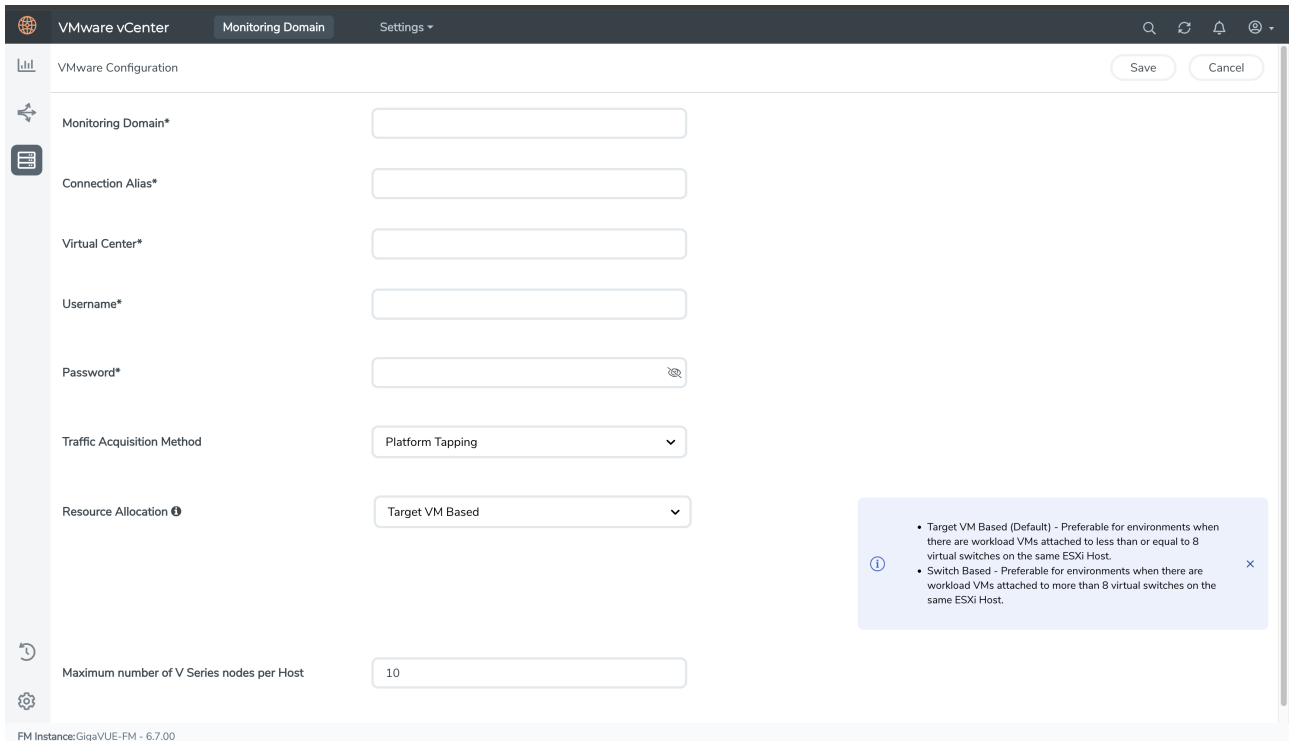 VMware vCenter Monitoring Domain Settings
VMware Configuration Save Cancel
Monitoring Domain*
Connection Alias*
Virtual Center*
Username*
Password*
Traffic Acquisition Method Platform Tapping
Resource Allocation Target VM Based
• Target VM Based (Default) - Preferable for environments when
there are workload VMs attached to less than or equal to 8
virtual switches on the same ESXi Host.
• Switch Based - Preferable for environments when there are
workload VMs attached to more than 8 virtual switches on the
same ESXi Host.
Maximum number of V Series nodes per Host 10
FM Instance:GigaVUE-FM - 6.7.00